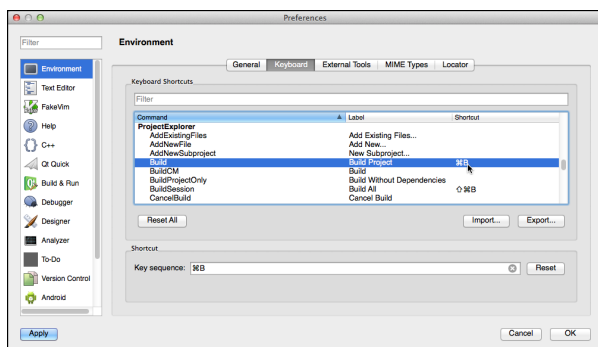 Preferences
Filter
Environment
General Keyboard External Tools MIME Types Locator
Environment
Text Editor
FakeVim
Help
C++
Qt Quick
Build & Run
Debugger
Designer
Analyzer
To-Do
Version Control
Android
Keyboard Shortcuts
Filter
Command Label Shortcut
ProjectExplorer
AddExistingFiles Add Existing Files...
AddNewFile Add New...
AddNewSubproject New Subproject...
Build Build Project ⌘B
BuildCM Build
BuildProjectOnly Build Without Dependencies
BuildSession Build All ⇧⌘B
CancelBuild Cancel Build
Reset All Import... Export...
Shortcut
Key sequence: ⌘B Reset
Apply Cancel OK